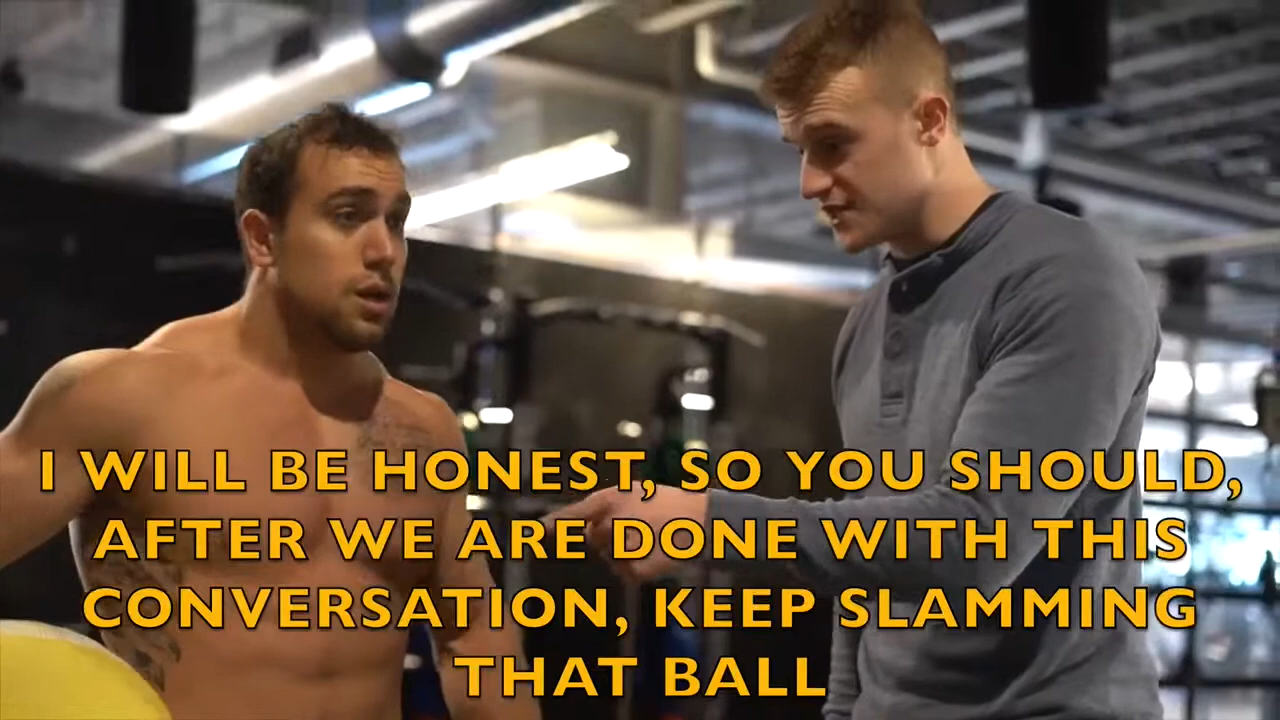 I WILL BE HONEST, SO YOU SHOULD,
AFTER WE ARE DONE WITH THIS
CONVERSATION, KEEP SLAMMING
THAT BALL